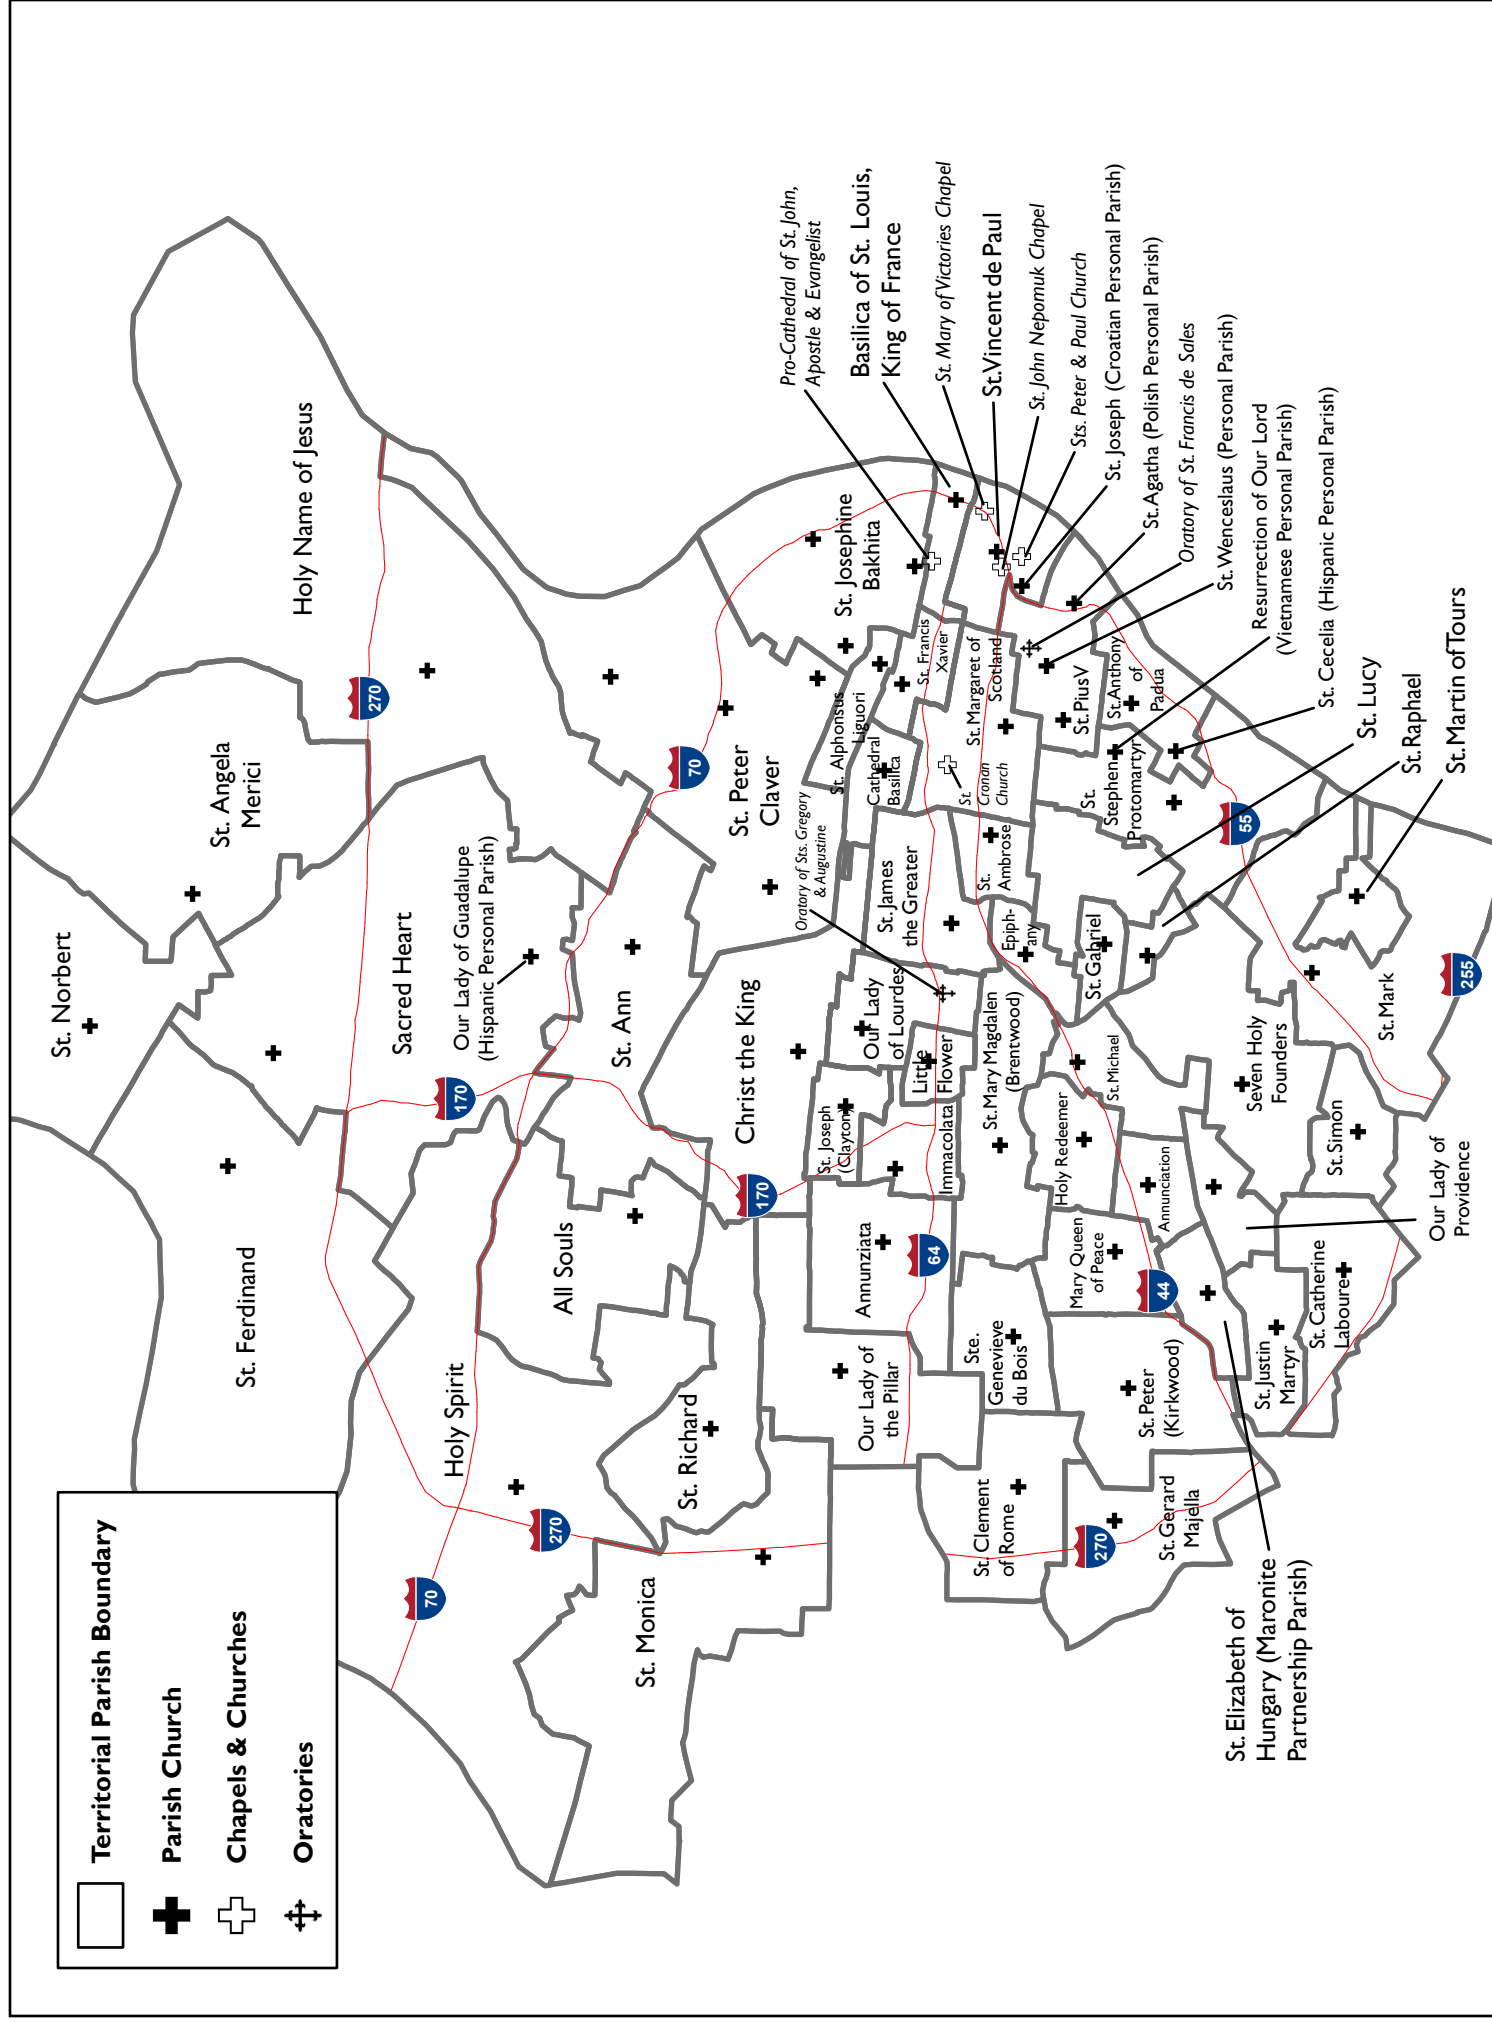 Territorial Parish Boundary
Parish Church
Chapels & Churches
Oratories
St. Norbert
St. Angela
Merici
Holy Name of Jesus
St. Ferdinand
Sacred Heart
270
Our Lady of Guadalupe
(Hispanic Personal Parish)
170
Holy Spirit
70
270
All Souls
St. Ann
70
St. Monica
St. Richard
Christ the King
170
St. Peter
Claver
St. Josephine
Bakhita
Pro-Cathedral of St. John,
Apostle & Evangelist
Basilica of St. Louis,
King of France
St. Mary of Victories Chapel
St. Vincent de Paul
St. John Nepomuk Chapel
Sts. Peter & Paul Church
St. Joseph (Croatian Personal Parish)
St. Agatha (Polish Personal Parish)
Oratory of St. Francis de Sales
St. Wenceslaus (Personal Parish)
Resurrection of Our Lord
(Vietnamese Personal Parish)
St. Cecelia (Hispanic Personal Parish)
St. Lucy
St. Raphael
St. Martin of Tours
Oratory of Sts. Gregory
& Augustine
St. Alphonsus
Liguori
Cathedral
Basilica
St. Francis
Xavier
St. Margaret of
Scotland
St.
Cronan
Church
St. James
the Greater
St.
Ambrose
Epiph-
any
St. Pius V
St. Anthony
of
Padua
St.
Stephen
Protomartyr
St. Gabriel
Our Lady
of Lourdes
Little
Flower
St. Joseph
(Clayton)
Immacolata
Annunziata
64
Our Lady of
the Pillar
St. Mary Magdalen
(Brentwood)
Ste.
Genevieve
du Bois
St. Clement
of Rome
Holy Redeemer
St. Michael
Mary Queen
of Peace
Annunciation
44
St. Peter
(Kirkwood)
270
St. Gerard
Majella
55
255
St. Mark
Seven Holy
Founders
St. Simon
St. Catherine
Laboure
St. Justin
Martyr
Our Lady of
Providence
St. Elizabeth of
Hungary (Maronite
Partnership Parish)